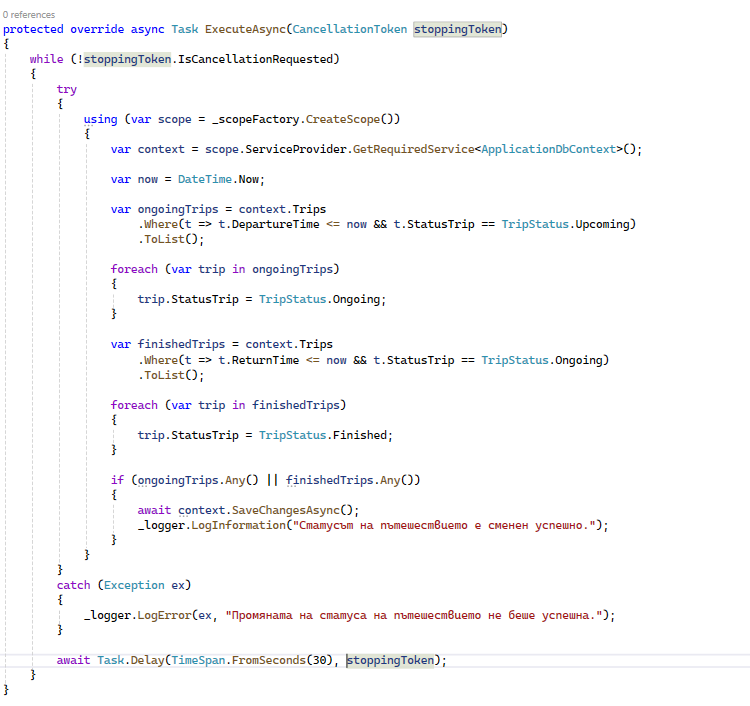 0 references
protected override async Task ExecuteAsync(CancellationToken stoppingToken)
{
while (!stoppingToken.IsCancellationRequested)
{
try
{
using (var scope = _scopeFactory.CreateScope())
{
var context = scope.ServiceProvider.GetRequiredService<ApplicationDbContext>();
var now = DateTime.Now;
var ongoingTrips = context.Trips
.Where(t => t.DepartureTime <= now && t.StatusTrip == TripStatus.Upcoming)
.ToList();
foreach (var trip in ongoingTrips)
{
trip.StatusTrip = TripStatus.Ongoing;
}
var finishedTrips = context.Trips
.Where(t => t.ReturnTime <= now && t.StatusTrip == TripStatus.Ongoing)
.ToList();
foreach (var trip in finishedTrips)
{
trip.StatusTrip = TripStatus.Finished;
}
if (ongoingTrips.Any() || finishedTrips.Any())
{
await context.SaveChangesAsync();
_logger.LogInformation("Статусът на пътешествието е сменен успешно.");
}
}
}
catch (Exception ex)
{
_logger.LogError(ex, "Промяната на статуса на пътешествието не беше успешна.");
}
await Task.Delay(TimeSpan.FromSeconds(30), stoppingToken);
}
}